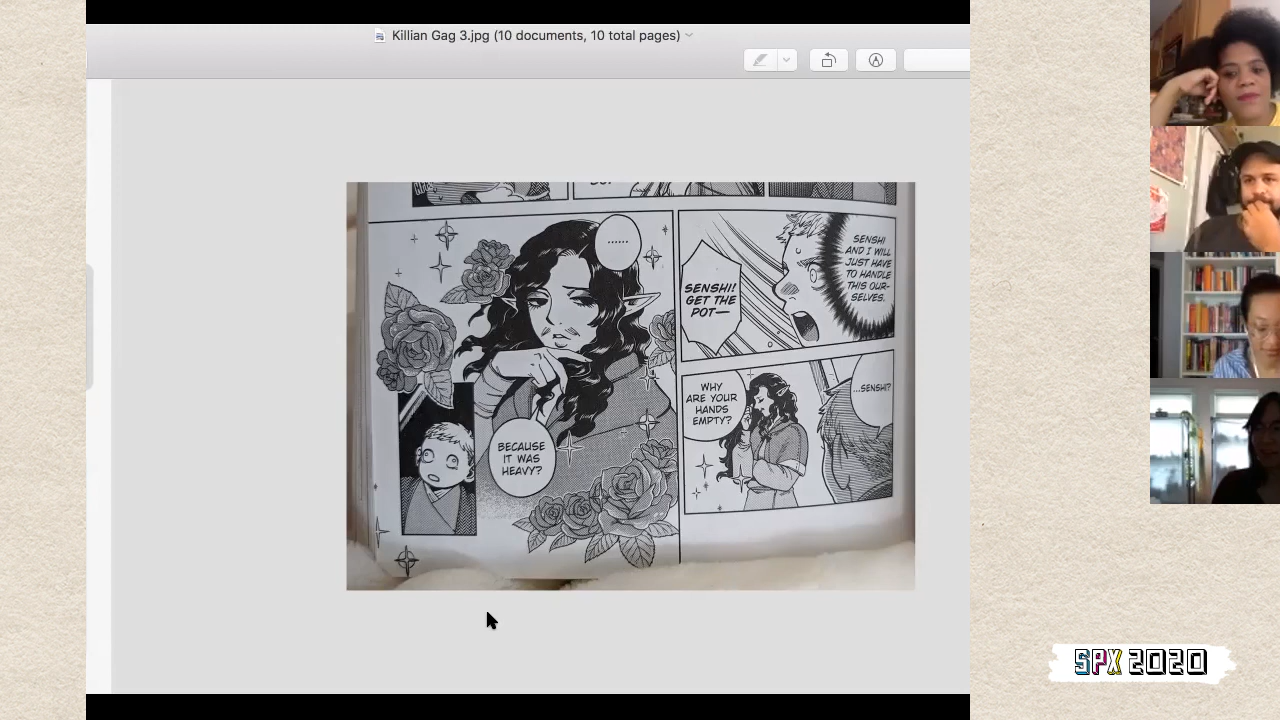 Killian Gag 3.jpg (10 documents, 10 total pages)
SENSHI
AND I WILL
JUST HAVE
TO HANDLE
THIS OUR-
SELVES.
SENSHI!
GET THE
POT—
...SENSHI?
WHY
ARE YOUR
HANDS
EMPTY?
......
BECAUSE
IT WAS
HEAVY?
SPX 2020